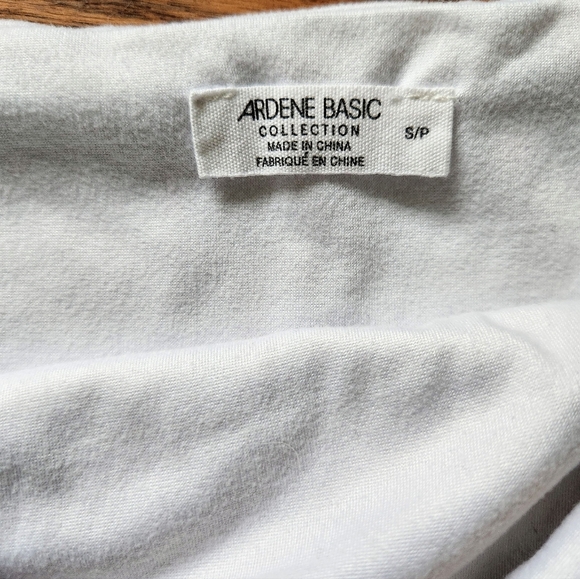 ARDENE BASIC
COLLECTION
MADE IN CHINA
FABRIQUÉ EN CHINE
S/P